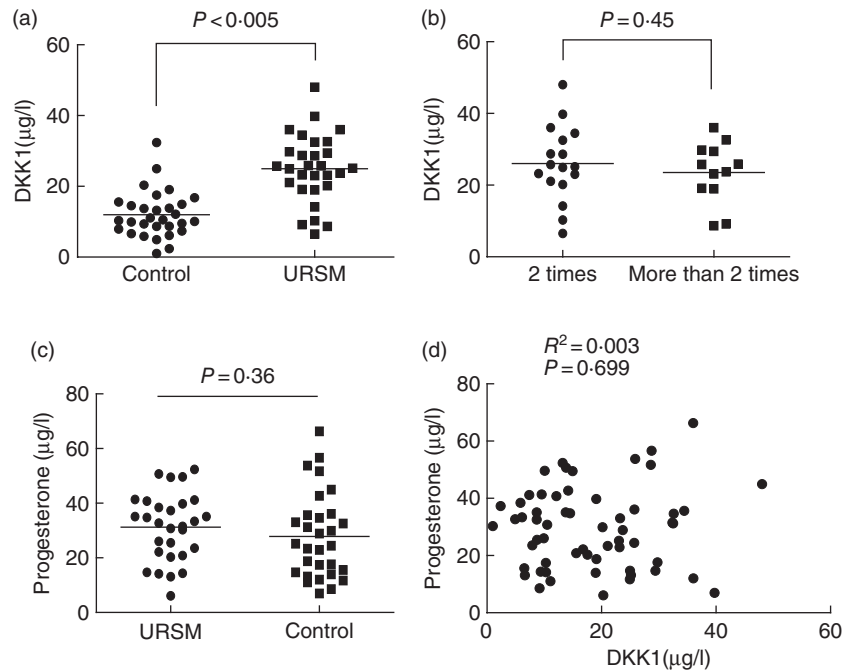 (a)
P < 0·005
60
40
20
0
DKK1(μg/l)
Control
URSM
(b)
P = 0·45
60
40
20
0
DKK1(μg/l)
2 times
More than 2 times
(c)
P = 0·36
80
60
40
20
0
Progesterone (μg/l)
URSM
Control
(d)
R² = 0·003
P = 0·699
80
60
40
20
0
Progesterone (μg/l)
0
20
40
60
DKK1(μg/l)